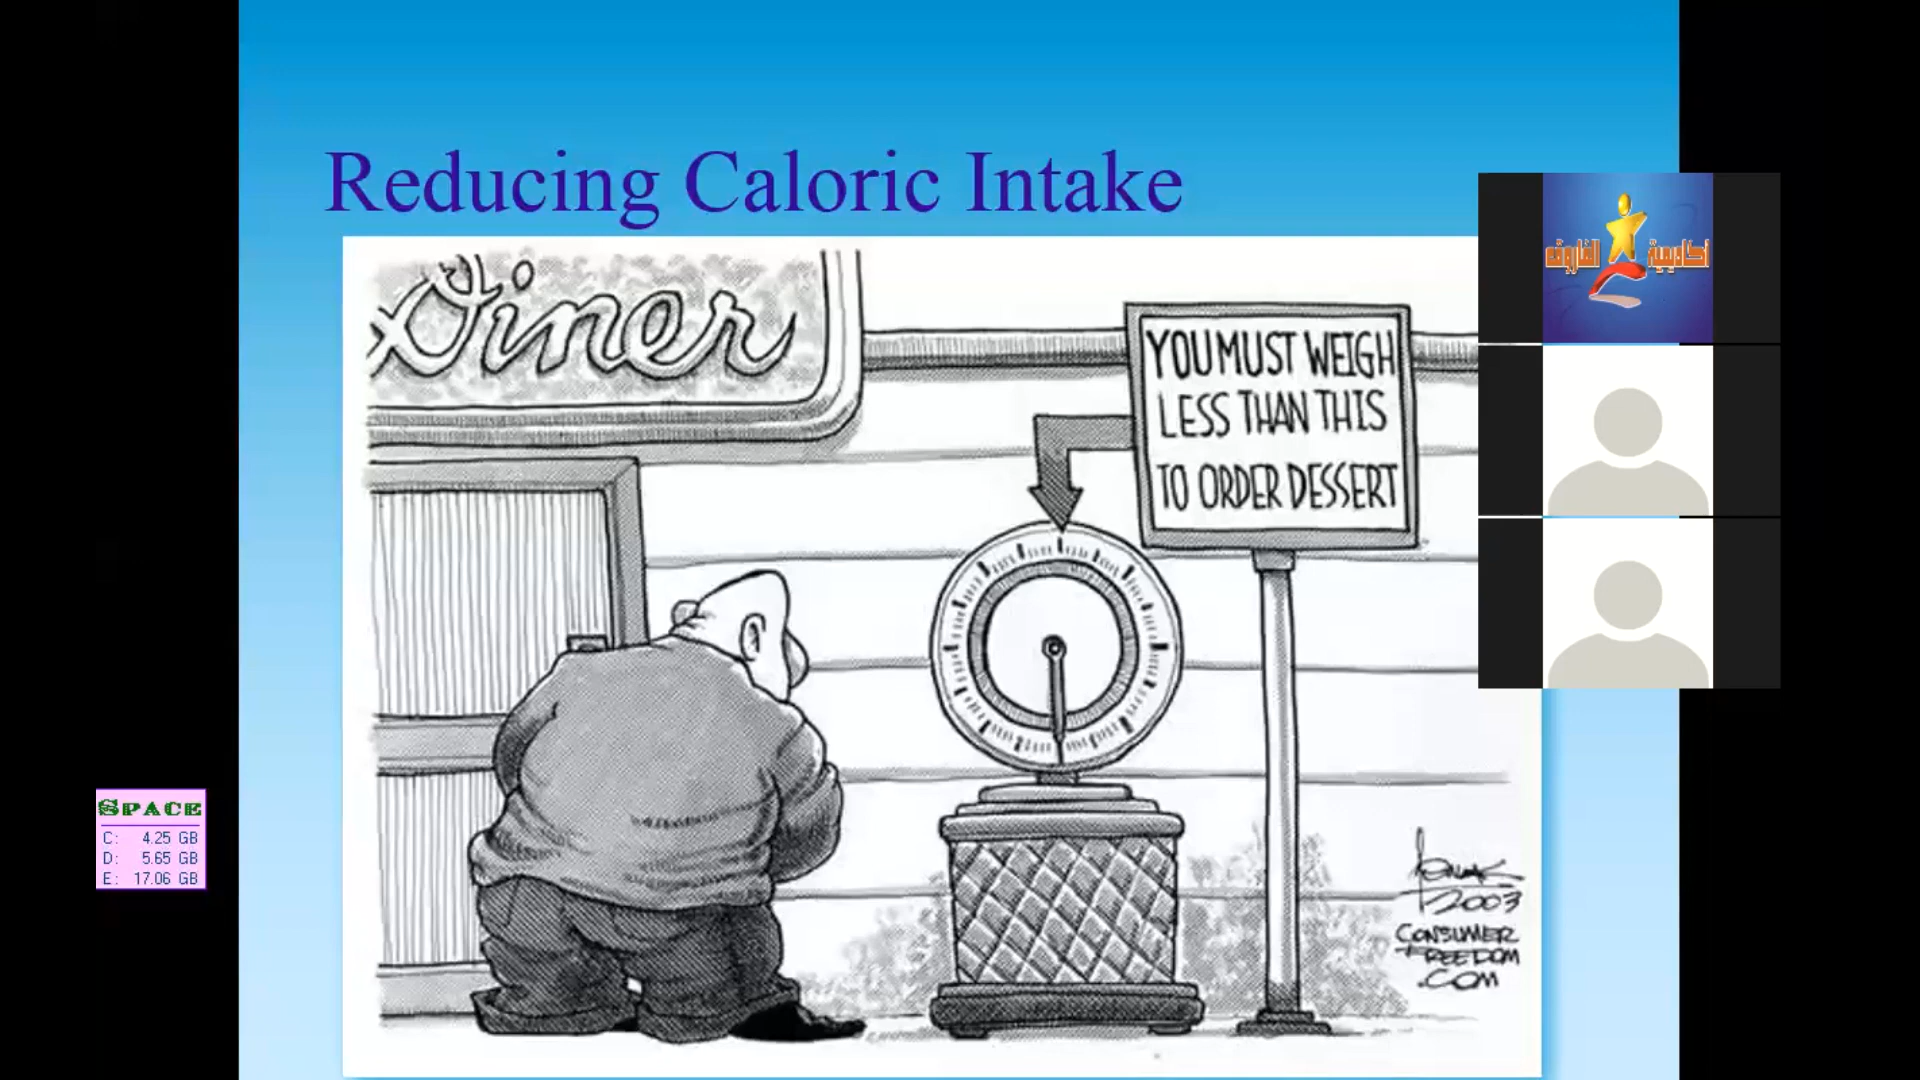 Reducing Caloric Intake
Diner
YOU MUST WEIGH
LESS THAN THIS
TO ORDER DESSERT
أكاديمية الفاروق
SPACE
C: 4.25 GB
D: 5.65 GB
E: 17.06 GB
2003
CONSUMER
FREEDOM
.COM